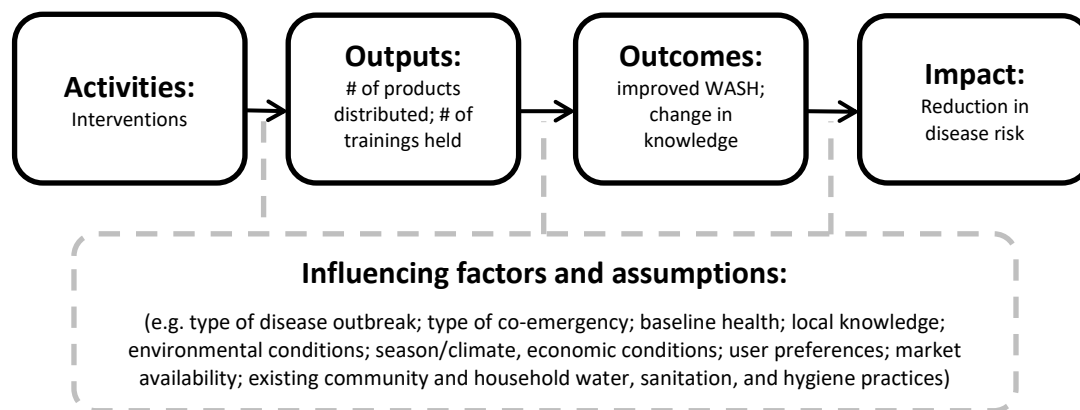 Activities:
Interventions
Outputs:
# of products
distributed; # of
trainings held
Outcomes:
improved WASH;
change in
knowledge
Impact:
Reduction in
disease risk
Influencing factors and assumptions:
(e.g. type of disease outbreak; type of co-emergency; baseline health; local knowledge;
environmental conditions; season/climate, economic conditions; user preferences; market
availability; existing community and household water, sanitation, and hygiene practices)